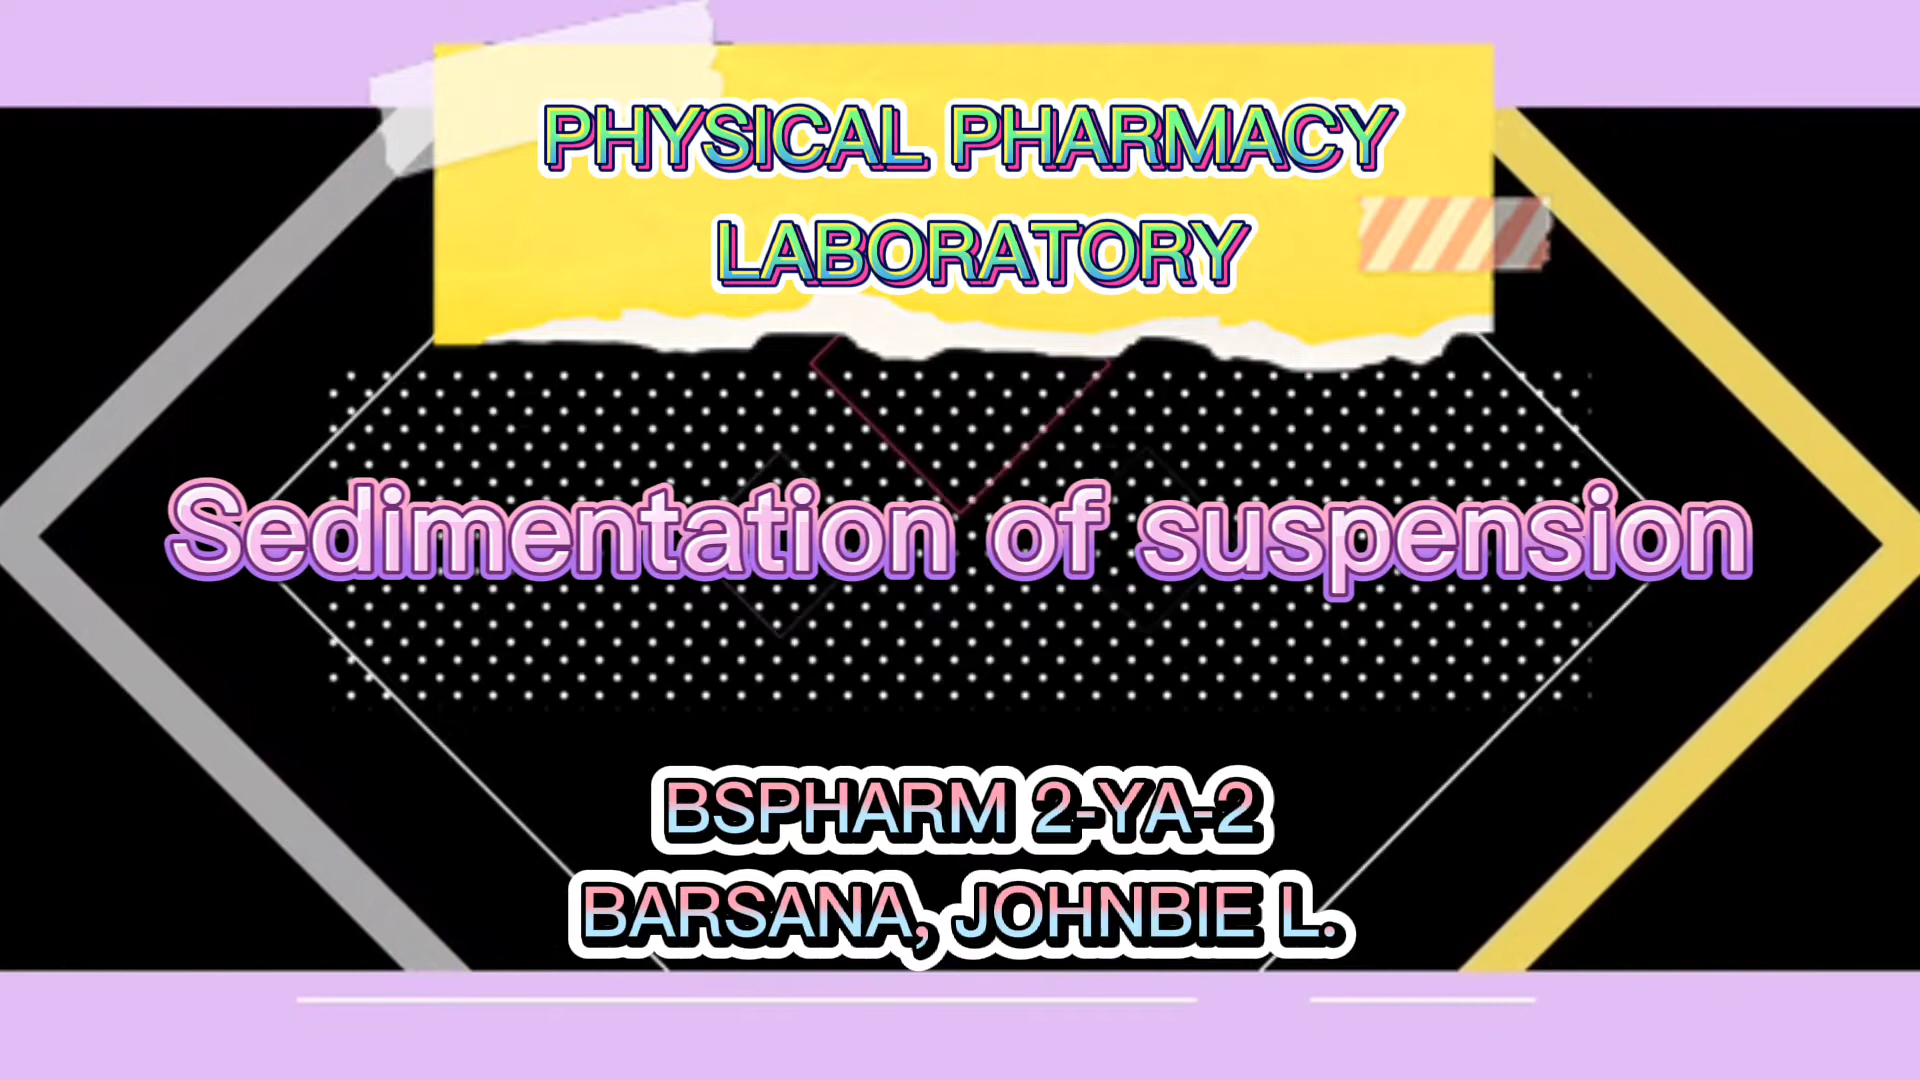 PHYSICAL PHARMACY
LABORATORY
Sedimentation of suspension
BSPHARM 2-YA-2
BARSANA, JOHNBIE L.